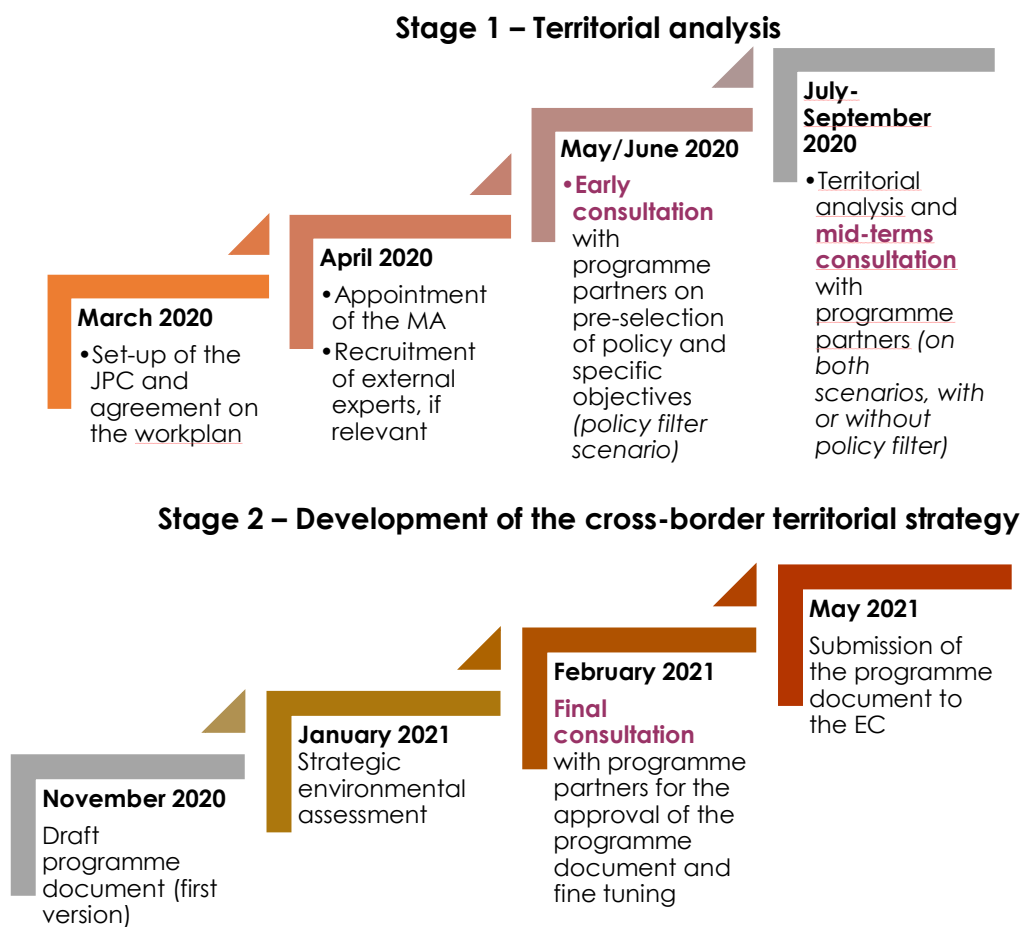 Stage 1 – Territorial analysis
March 2020
•Set-up of the
JPC and
agreement on
the workplan
April 2020
•Appointment
of the MA
•Recruitment
of external
experts, if
relevant
May/June 2020
•Early
consultation
with
programme
partners on
pre-selection
of policy and
specific
objectives
(policy filter
scenario)
July-
September
2020
•Territorial
analysis and
mid-terms
consultation
with
programme
partners (on
both
scenarios, with
or without
policy filter)
Stage 2 – Development of the cross-border territorial strategy
November 2020
Draft
programme
document (first
version)
January 2021
Strategic
environmental
assessment
February 2021
Final
consultation
with programme
partners for the
approval of the
programme
document and
fine tuning
May 2021
Submission of
the programme
document to
the EC